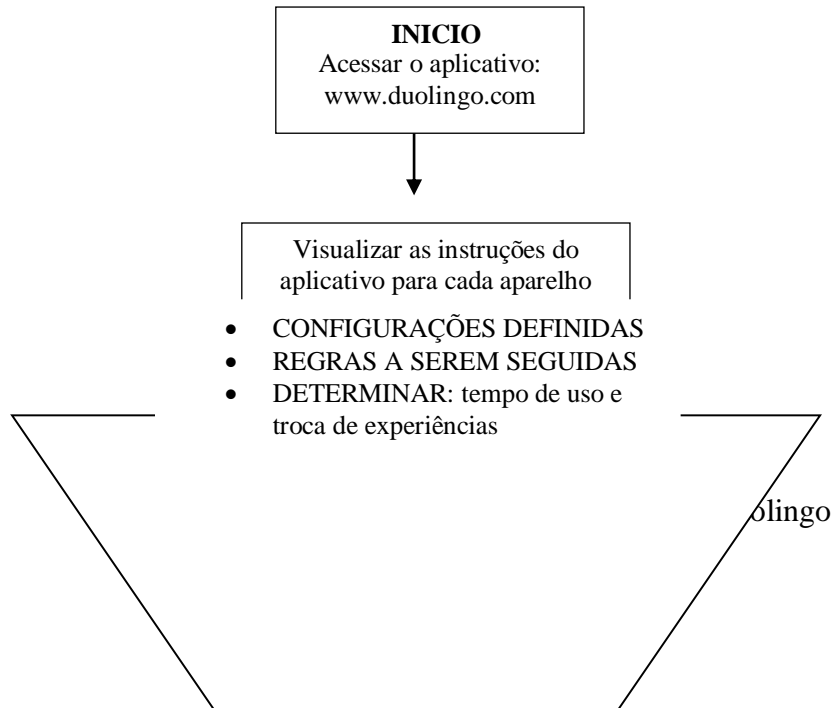 INICIO
Acessar o aplicativo:
www.duolingo.com
Visualizar as instruções do
aplicativo para cada aparelho
• CONFIGURAÇÕES DEFINIDAS
• REGRAS A SEREM SEGUIDAS
• DETERMINAR: tempo de uso e
troca de experiências
olingo